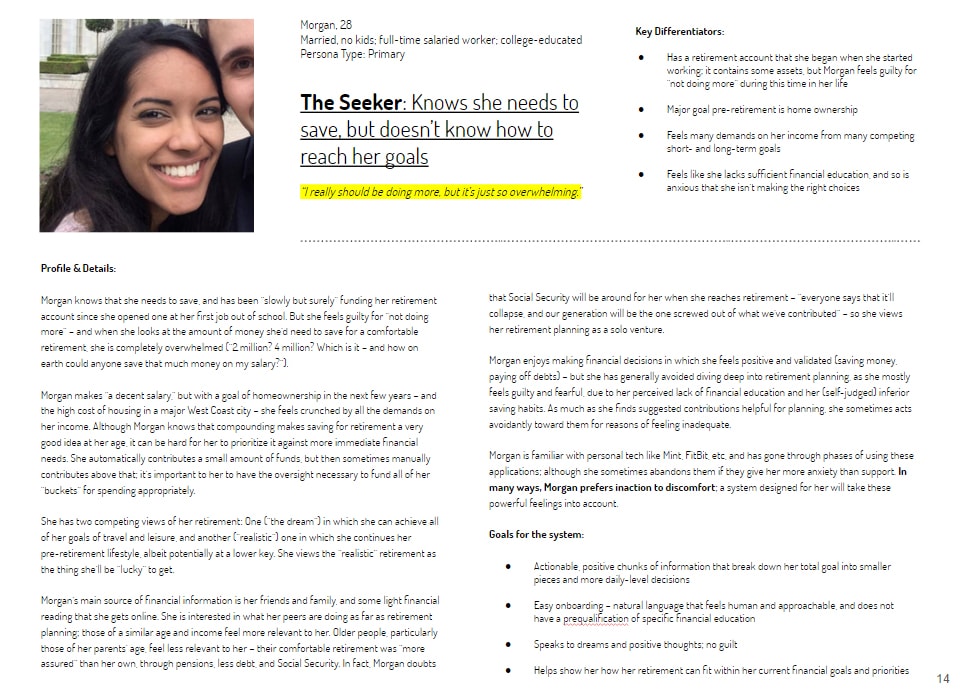 Morgan, 28
Married, no kids; full-time salaried worker; college-educated
Persona Type: Primary
The Seeker: Knows she needs to
save, but doesn't know how to
reach her goals
"I really should be doing more, but it's just so overwhelming."
Key Differentiators:
● Has a retirement account that she began when she started
working; it contains some assets, but Morgan feels guilty for
"not doing more" during this time in her life
● Major goal pre-retirement is home ownership
● Feels many demands on her income from many competing
short- and long-term goals
● Feels like she lacks sufficient financial education, and so is
anxious that she isn't making the right choices
Profile & Details:
Morgan knows that she needs to save, and has been "slowly but surely" funding her retirement
account since she opened one at her first job out of school. But she feels guilty for "not doing
more" – and when she looks at the amount of money she'd need to save for a comfortable
retirement, she is completely overwhelmed ("2 million? 4 million? Which is it – and how on
earth could anyone save that much money on my salary?").
Morgan makes "a decent salary," but with a goal of homeownership in the next few years – and
the high cost of housing in a major West Coast city – she feels crunched by all the demands on
her income. Although Morgan knows that compounding makes saving for retirement a very
good idea at her age, it can be hard for her to prioritize it against more immediate financial
needs. She automatically contributes a small amount of funds, but then sometimes manually
contributes above that; it's important to her to have the oversight necessary to fund all of her
"buckets" for spending appropriately.
She has two competing views of her retirement: One ("the dream") in which she can achieve all
of her goals of travel and leisure, and another ("realistic") one in which she continues her
pre-retirement lifestyle, albeit potentially at a lower key. She views the "realistic" retirement as
the thing she'll be "lucky" to get.
Morgan's main source of financial information is her friends and family, and some light financial
reading that she gets online. She is interested in what her peers are doing as far as retirement
planning; those of a similar age and income feel more relevant to her. Older people, particularly
those of her parents' age, feel less relevant to her – their comfortable retirement was "more
assured" than her own, through pensions, less debt, and Social Security. In fact, Morgan doubts
that Social Security will be around for her when she reaches retirement – "everyone says that it'll
collapse, and our generation will be the one screwed out of what we've contributed" – so she views
her retirement planning as a solo venture.
Morgan enjoys making financial decisions in which she feels positive and validated (saving money,
paying off debts) – but she has generally avoided diving deep into retirement planning, as she mostly
feels guilty and fearful, due to her perceived lack of financial education and her (self-judged) inferior
saving habits. As much as she finds suggested contributions helpful for planning, she sometimes acts
avoidantly toward them for reasons of feeling inadequate.
Morgan is familiar with personal tech like Mint, FitBit, etc, and has gone through phases of using these
applications; although she sometimes abandons them if they give her more anxiety than support. In
many ways, Morgan prefers inaction to discomfort; a system designed for her will take these
powerful feelings into account.
Goals for the system:
● Actionable, positive chunks of information that break down her total goal into smaller
pieces and more daily-level decisions
● Easy onboarding – natural language that feels human and approachable, and does not
have a prequalification of specific financial education
● Speaks to dreams and positive thoughts; no guilt
● Helps show her how her retirement can fit within her current financial goals and priorities
14